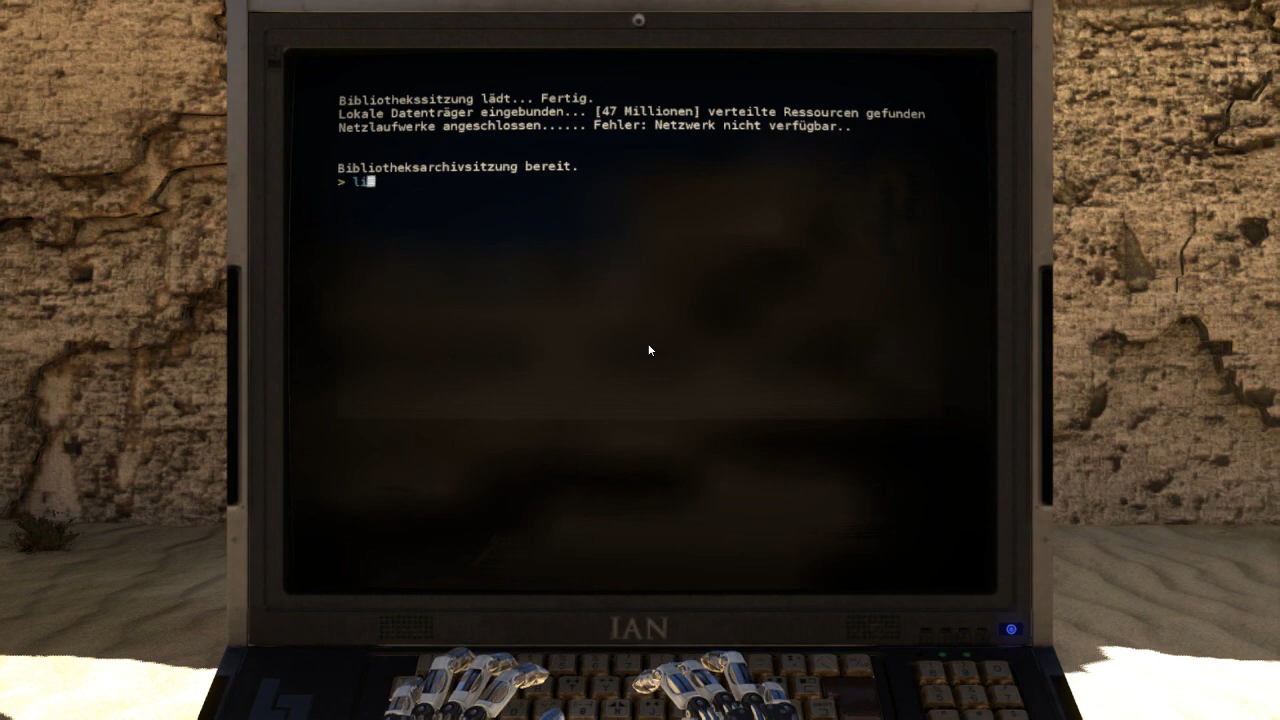 Bibliothekssitzung lädt... Fertig.
Lokale Datenträger eingebunden... [47 Millionen] verteilte Ressourcen gefunden
Netzlaufwerke angeschlossen...... Fehler: Netzwerk nicht verfügbar..
Bibliotheksarchivsitzung bereit.
> li
IAN